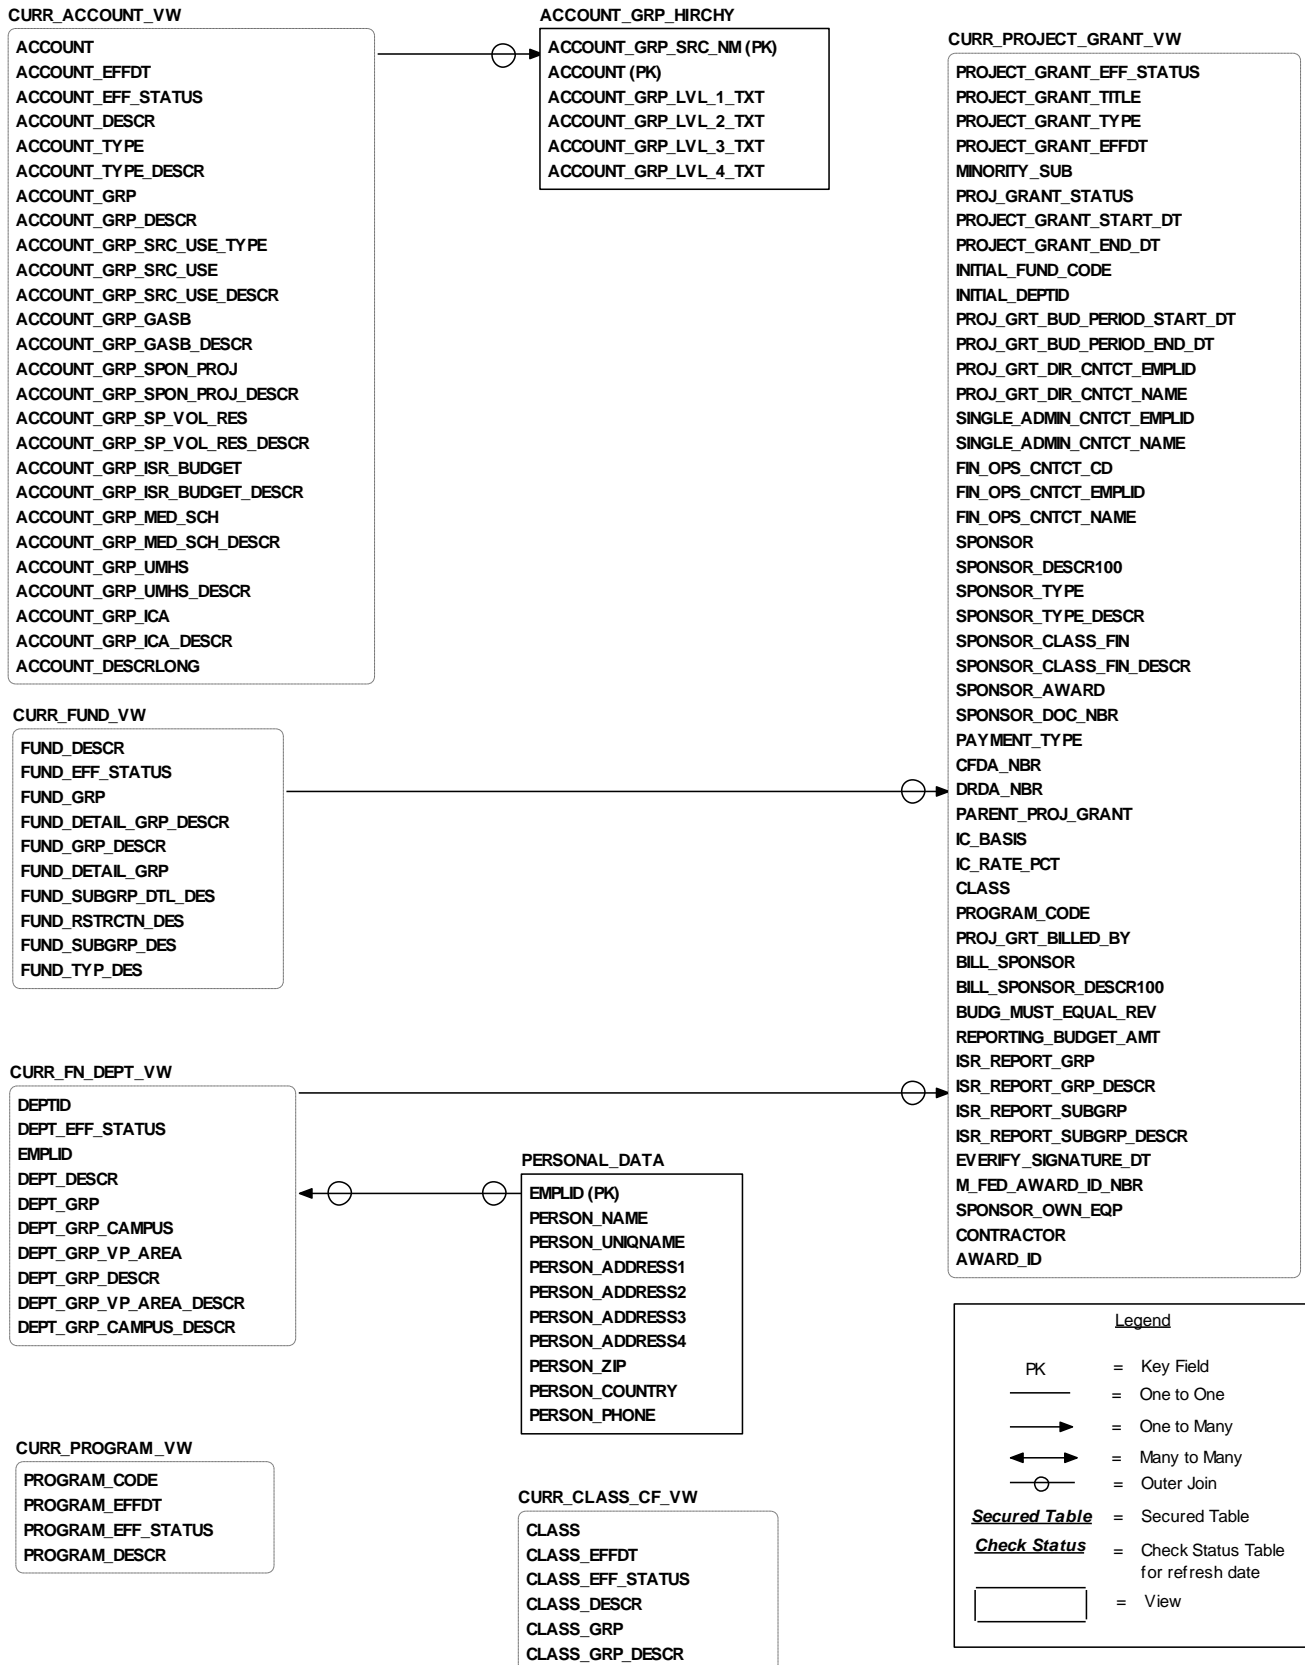 CURR_ACCOUNT_VW
ACCOUNT
ACCOUNT_EFFDT
ACCOUNT_EFF_STATUS
ACCOUNT_DESCR
ACCOUNT_TYPE
ACCOUNT_TYPE_DESCR
ACCOUNT_GRP
ACCOUNT_GRP_DESCR
ACCOUNT_GRP_SRC_USE_TYPE
ACCOUNT_GRP_SRC_USE
ACCOUNT_GRP_SRC_USE_DESCR
ACCOUNT_GRP_GASB
ACCOUNT_GRP_GASB_DESCR
ACCOUNT_GRP_SPON_PROJ
ACCOUNT_GRP_SPON_PROJ_DESCR
ACCOUNT_GRP_SP_VOL_RES
ACCOUNT_GRP_SP_VOL_RES_DESCR
ACCOUNT_GRP_ISR_BUDGET
ACCOUNT_GRP_ISR_BUDGET_DESCR
ACCOUNT_GRP_MED_SCH
ACCOUNT_GRP_MED_SCH_DESCR
ACCOUNT_GRP_UMHS
ACCOUNT_GRP_UMHS_DESCR
ACCOUNT_GRP_ICA
ACCOUNT_GRP_ICA_DESCR
ACCOUNT_DESCRLONG
ACCOUNT_GRP_HIRCHY
ACCOUNT_GRP_SRC_NM (PK)
ACCOUNT (PK)
ACCOUNT_GRP_LVL_1_TXT
ACCOUNT_GRP_LVL_2_TXT
ACCOUNT_GRP_LVL_3_TXT
ACCOUNT_GRP_LVL_4_TXT
CURR_PROJECT_GRANT_VW
PROJECT_GRANT_EFF_STATUS
PROJECT_GRANT_TITLE
PROJECT_GRANT_TYPE
PROJECT_GRANT_EFFDT
MINORITY_SUB
PROJ_GRANT_STATUS
PROJECT_GRANT_START_DT
PROJECT_GRANT_END_DT
INITIAL_FUND_CODE
INITIAL_DEPTID
PROJ_GRT_BUD_PERIOD_START_DT
PROJ_GRT_BUD_PERIOD_END_DT
PROJ_GRT_DIR_CNTCT_EMPLID
PROJ_GRT_DIR_CNTCT_NAME
SINGLE_ADMIN_CNTCT_EMPLID
SINGLE_ADMIN_CNTCT_NAME
FIN_OPS_CNTCT_CD
FIN_OPS_CNTCT_EMPLID
FIN_OPS_CNTCT_NAME
SPONSOR
SPONSOR_DESCR100
SPONSOR_TYPE
SPONSOR_TYPE_DESCR
SPONSOR_CLASS_FIN
SPONSOR_CLASS_FIN_DESCR
SPONSOR_AWARD
SPONSOR_DOC_NBR
PAYMENT_TYPE
CFDA_NBR
DRDA_NBR
PARENT_PROJ_GRANT
IC_BASIS
IC_RATE_PCT
CLASS
PROGRAM_CODE
PROJ_GRT_BILLED_BY
BILL_SPONSOR
BILL_SPONSOR_DESCR100
BUDG_MUST_EQUAL_REV
REPORTING_BUDGET_AMT
ISR_REPORT_GRP
ISR_REPORT_GRP_DESCR
ISR_REPORT_SUBGRP
ISR_REPORT_SUBGRP_DESCR
EVERIFY_SIGNATURE_DT
M_FED_AWARD_ID_NBR
SPONSOR_OWN_EQP
CONTRACTOR
AWARD_ID
CURR_FUND_VW
FUND_DESCR
FUND_EFF_STATUS
FUND_GRP
FUND_DETAIL_GRP_DESCR
FUND_GRP_DESCR
FUND_DETAIL_GRP
FUND_SUBGRP_DTL_DES
FUND_RSTRCTN_DES
FUND_SUBGRP_DES
FUND_TYP_DES
CURR_FN_DEPT_VW
DEPTID
DEPT_EFF_STATUS
EMPLID
DEPT_DESCR
DEPT_GRP
DEPT_GRP_CAMPUS
DEPT_GRP_VP_AREA
DEPT_GRP_DESCR
DEPT_GRP_VP_AREA_DESCR
DEPT_GRP_CAMPUS_DESCR
PERSONAL_DATA
EMPLID (PK)
PERSON_NAME
PERSON_UNIQNAME
PERSON_ADDRESS1
PERSON_ADDRESS2
PERSON_ADDRESS3
PERSON_ADDRESS4
PERSON_ZIP
PERSON_COUNTRY
PERSON_PHONE
CURR_PROGRAM_VW
PROGRAM_CODE
PROGRAM_EFFDT
PROGRAM_EFF_STATUS
PROGRAM_DESCR
CURR_CLASS_CF_VW
CLASS
CLASS_EFFDT
CLASS_EFF_STATUS
CLASS_DESCR
CLASS_GRP
CLASS_GRP_DESCR
Legend
PK = Key Field
= One to One
= One to Many
= Many to Many
= Outer Join
Secured Table = Secured Table
Check Status = Check Status Table
for refresh date
= View